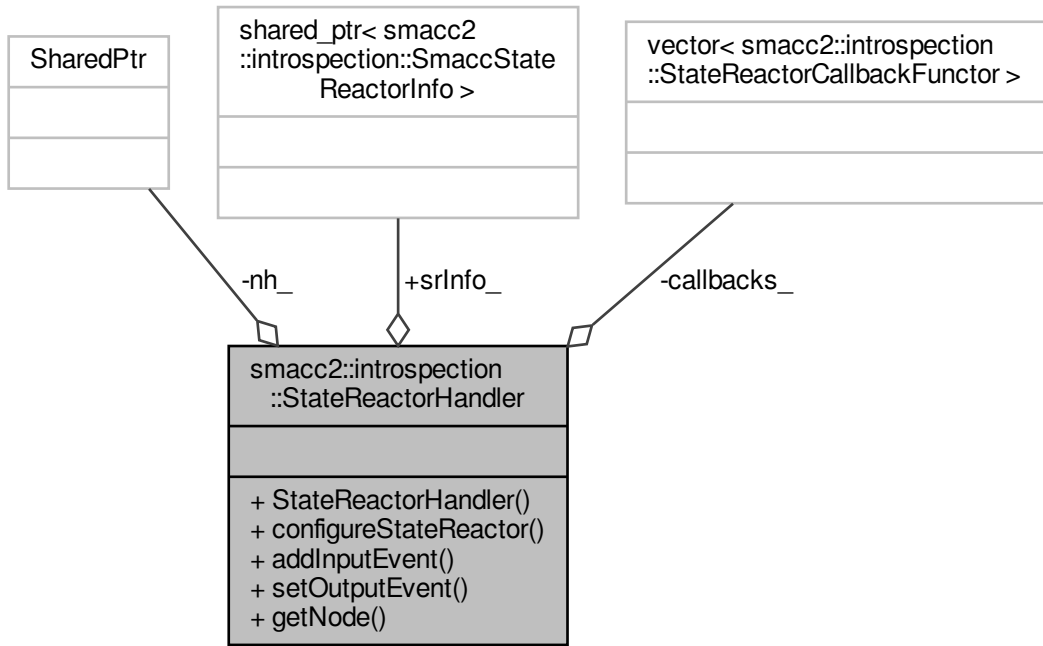 SharedPtr
shared_ptr< smacc2
::introspection::SmaccState
ReactorInfo >
vector< smacc2::introspection
::StateReactorCallbackFunctor >
-nh_
+srInfo_
-callbacks_
smacc2::introspection
::StateReactorHandler
+ StateReactorHandler()
+ configureStateReactor()
+ addInputEvent()
+ setOutputEvent()
+ getNode()